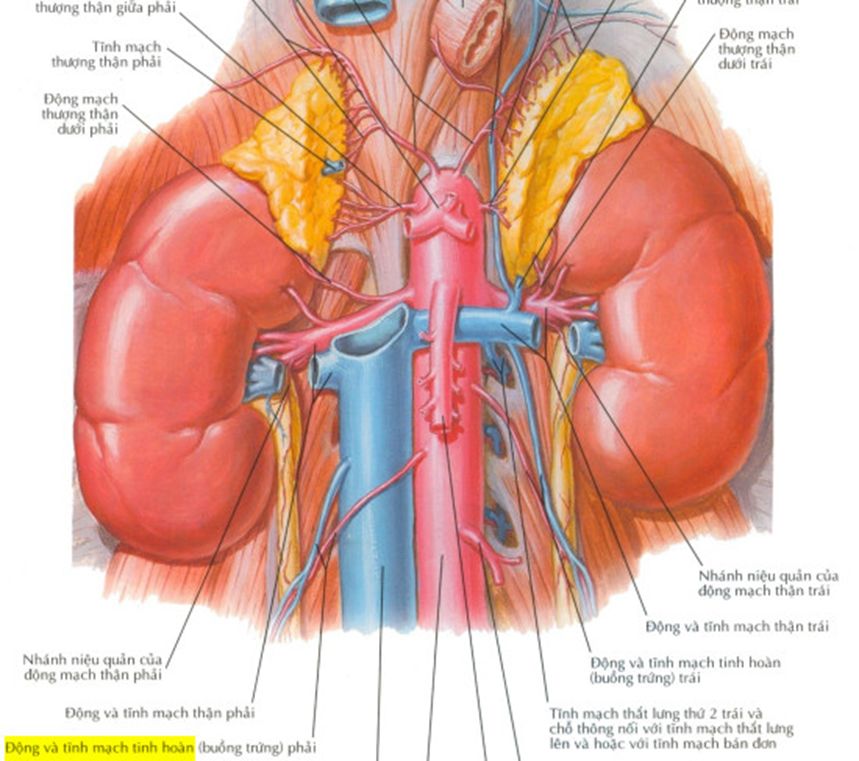 thượng thận giữa phải
Tĩnh mạch
thượng thận phải
Động mạch
thượng thận
dưới phải
thượng thận trái
Động mạch
thượng thận
dưới trái
Nhánh niệu quản của
động mạch thận trái
Động và tĩnh mạch thận trái
Động và tĩnh mạch tinh hoàn
(buồng trứng) trái
Tĩnh mạch thắt lưng thứ 2 trái và
chỗ thông nối với tĩnh mạch thắt lưng
lên và hoặc với tĩnh mạch bán đơn
Nhánh niệu quản của
động mạch thận phải
Động và tĩnh mạch thận phải
Động và tĩnh mạch tinh hoàn (buồng trứng) phải